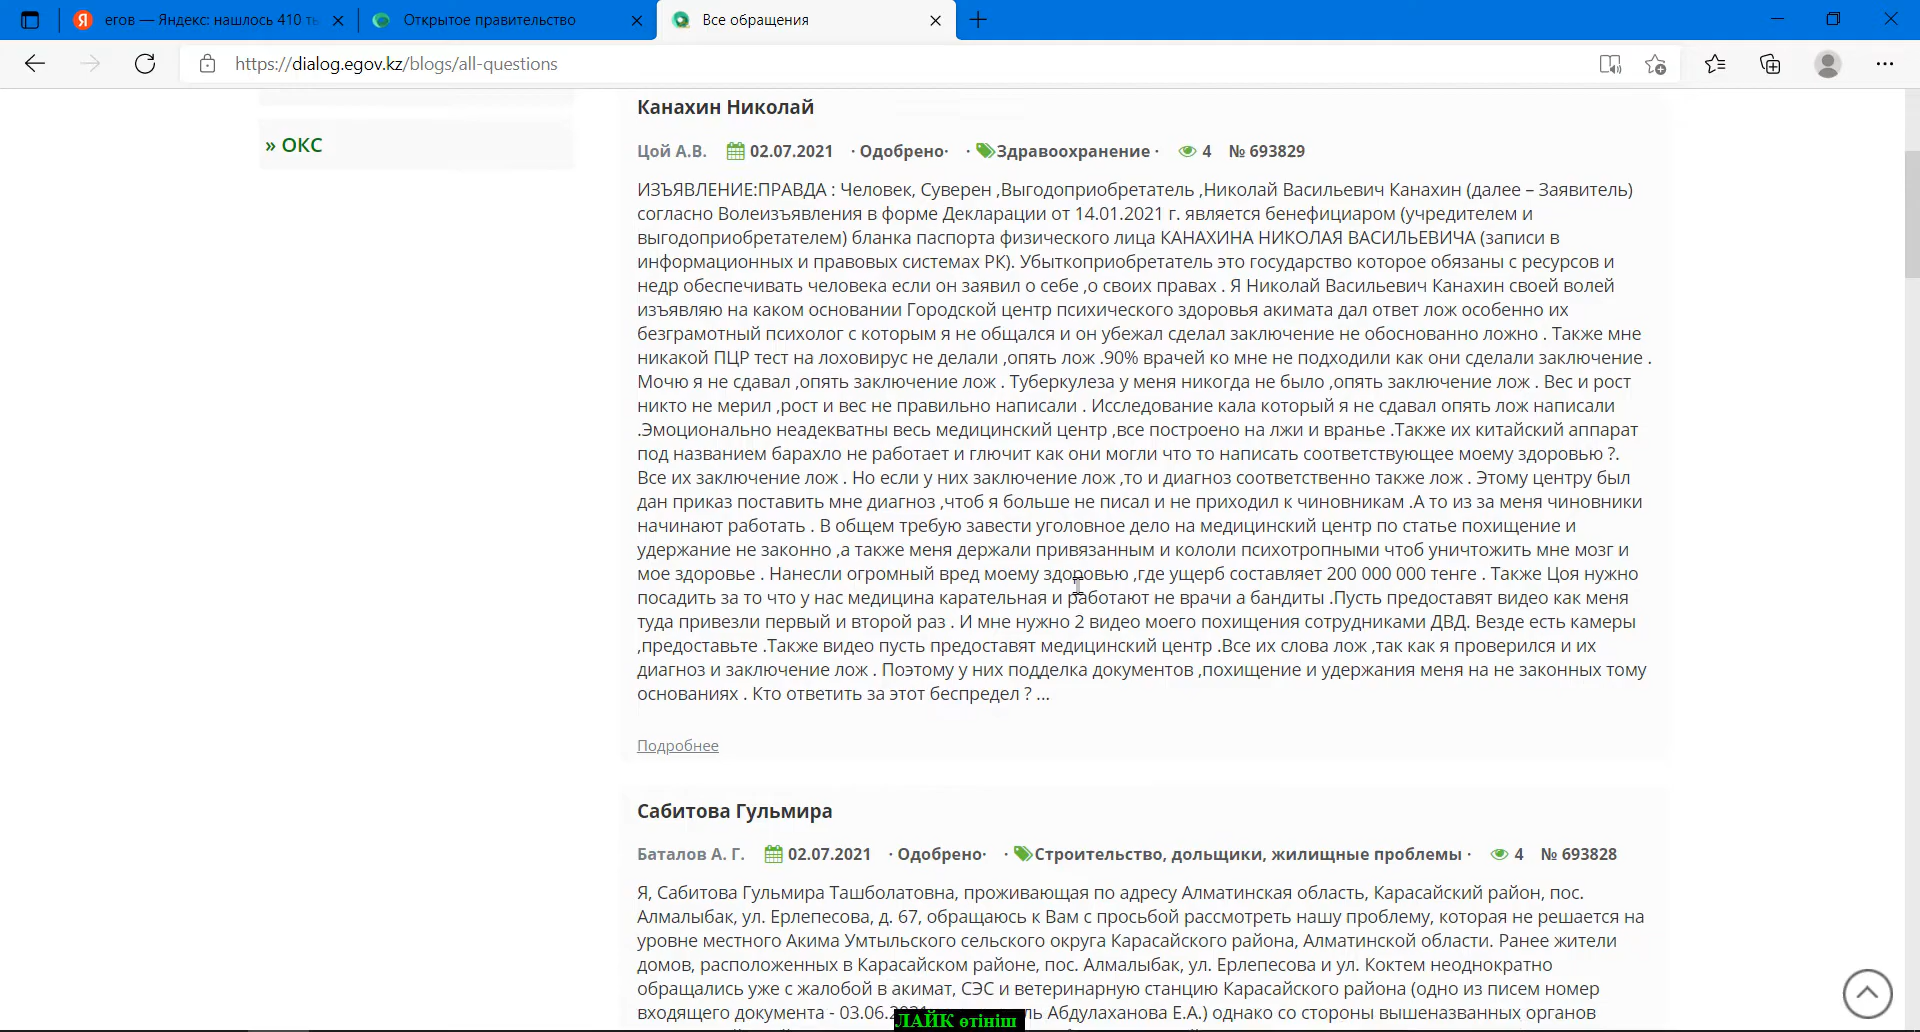 егов — Яндекс: нашлось 410 ть
Открытое правительство
Все обращения
https://dialog.egov.kz/blogs/all-questions
» ОКС
Канахин Николай
Цой А.В. 02.07.2021 · Одобрено· · Здравоохранение · 4 № 693829
ИЗЪЯВЛЕНИЕ:ПРАВДА : Человек, Суверен ,Выгодоприобретатель ,Николай Васильевич Канахин (далее – Заявитель)
согласно Волеизъявления в форме Декларации от 14.01.2021 г. является бенефициаром (учредителем и
выгодоприобретателем) бланка паспорта физического лица КАНАХИНА НИКОЛАЯ ВАСИЛЬЕВИЧА (записи в
информационных и правовых системах РК). Убыткоприобретатель это государство которое обязаны с ресурсов и
недр обеспечивать человека если он заявил о себе ,о своих правах . Я Николай Васильевич Канахин своей волей
изъявляю на каком основании Городской центр психического здоровья акимата дал ответ лож особенно их
безграмотный психолог с которым я не общался и он убежал сделал заключение не обоснованно ложно . Также мне
никакой ПЦР тест на лоховирус не делали ,опять лож .90% врачей ко мне не подходили как они сделали заключение .
Мочю я не сдавал ,опять заключение лож . Туберкулеза у меня никогда не было ,опять заключение лож . Вес и рост
никто не мерил ,рост и вес не правильно написали . Исследование кала который я не сдавал опять лож написали
.Эмоционально неадекватны весь медицинский центр ,все построено на лжи и вранье .Также их китайский аппарат
под названием барахло не работает и глючит как они могли что то написать соответствующее моему здоровью ?.
Все их заключение лож . Но если у них заключение лож ,то и диагноз соответственно также лож . Этому центру был
дан приказ поставить мне диагноз ,чтоб я больше не писал и не приходил к чиновникам .А то из за меня чиновники
начинают работать . В общем требую завести уголовное дело на медицинский центр по статье похищение и
удержание не законно ,а также меня держали привязанным и кололи психотропными чтоб уничтожить мне мозг и
мое здоровье . Нанесли огромный вред моему здоровью ,где ущерб составляет 200 000 000 тенге . Также Цоя нужно
посадить за то что у нас медицина карательная и работают не врачи а бандиты .Пусть предоставят видео как меня
туда привезли первый и второй раз . И мне нужно 2 видео моего похищения сотрудниками ДВД. Везде есть камеры
,предоставьте .Также видео пусть предоставят медицинский центр .Все их слова лож ,так как я проверился и их
диагноз и заключение лож . Поэтому у них подделка документов ,похищение и удержания меня на не законных тому
основаниях . Кто ответить за этот беспредел ? ...
Подробнее
Сабитова Гульмира
Баталов А. Г. 02.07.2021 · Одобрено· · Строительство, дольщики, жилищные проблемы · 4 № 693828
Я, Сабитова Гульмира Ташболатовна, проживающая по адресу Алматинская область, Карасайский район, пос.
Алмалыбак, ул. Ерлепесова, д. 67, обращаюсь к Вам с просьбой рассмотреть нашу проблему, которая не решается на
уровне местного Акима Умтыльского сельского округа Карасайского района, Алматинской области. Ранее жители
домов, расположенных в Карасайском районе, пос. Алмалыбак, ул. Ерлепесова и ул. Коктем неоднократно
обращались уже с жалобой в акимат, СЭС и ветеринарную станцию Карасайского района (одно из писем номер
входящего документа - 03.06. ль Абдулаханова Е.А.) однако со стороны вышеназванных органов
ЛАЙК өтініш